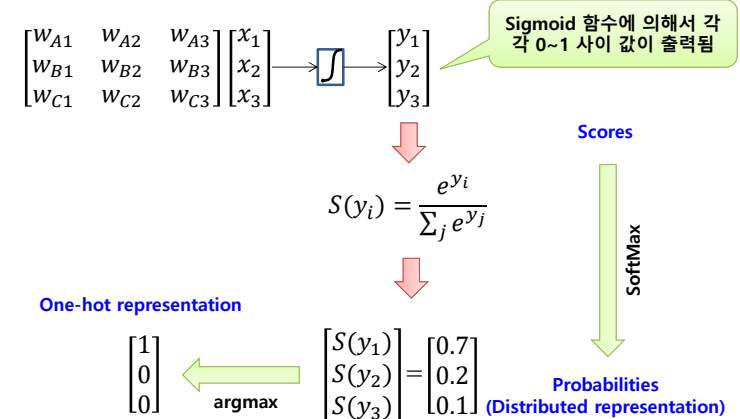 Sigmoid 함수에 의해서 각
각 0~1 사이 값이 출력됨
[w_A1 w_A2 w_A3] [x_1] → ∫ → [y_1]
[w_B1 w_B2 w_B3] [x_2] [y_2]
[w_C1 w_C2 w_C3] [x_3] [y_3]
Scores
S(y_i) = e^{y_i} / ∑_j e^{y_j}
SoftMax
One-hot representation
[1] [S(y_1)] [0.7]
[0] [S(y_2)] = [0.2]
[0] [S(y_3)] [0.1]
argmax
Probabilities
(Distributed representation)